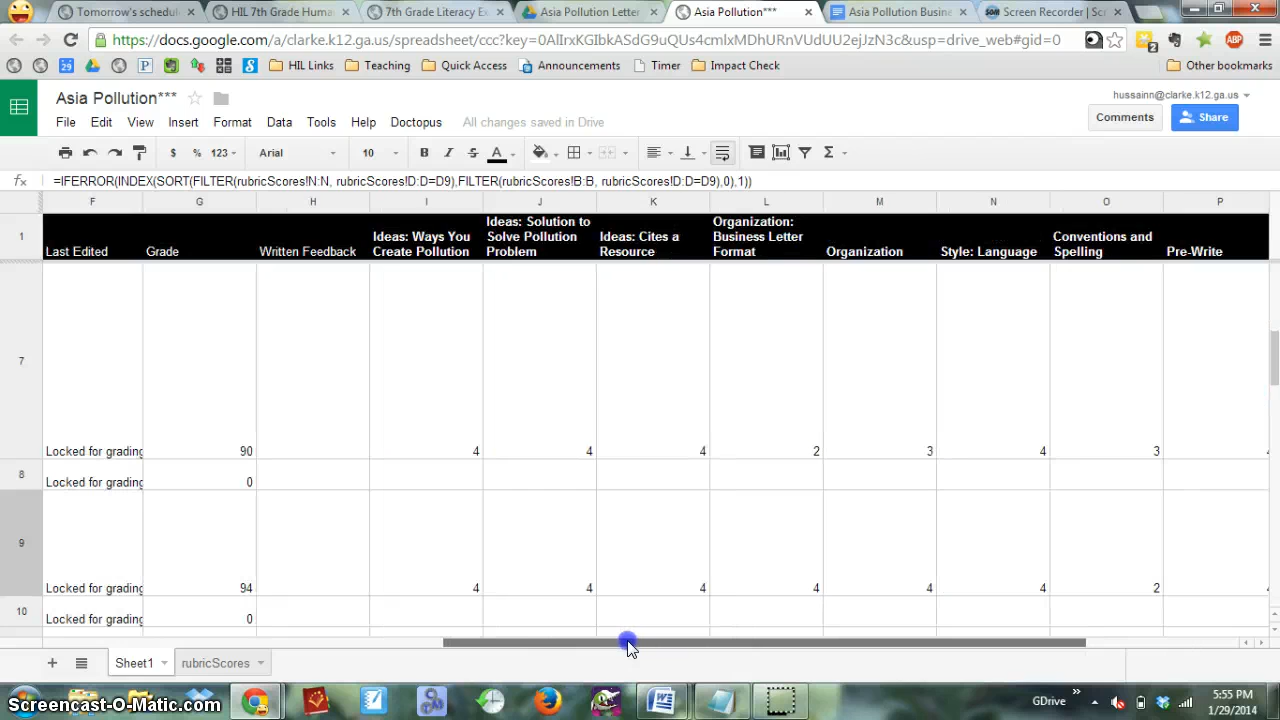 Tomorrow's schedul
HIL 7th Grade Huma
7th Grade Literacy Ex
Asia Pollution Letter
Asia Pollution***
Asia Pollution Busine
Screen Recorder | Scr
https://docs.google.com/a/clarke.k12.ga.us/spreadsheet/ccc?key=0AlIrxKGIbkASdG9uQUs4cmlxMDhURnVUdUU2ejJzN3c&usp=drive_web#gid=0
HIL Links
Teaching
Quick Access
Announcements
Timer
Impact Check
Other bookmarks
Asia Pollution***
hussainn@clarke.k12.ga.us
File Edit View Insert Format Data Tools Help Doctopus All changes saved in Drive
Comments
Share
$ % 123 Arial 10 B I S A Σ
fx =IFERROR(INDEX(SORT(FILTER(rubricScores!N:N, rubricScores!D:D=D9),FILTER(rubricScores!B:B, rubricScores!D:D=D9),0),1))
F G H I J K L M N O P
1 Last Edited Grade Written Feedback Ideas: Ways You Create Pollution Ideas: Solution to Solve Pollution Problem Ideas: Cites a Resource Organization: Business Letter Format Organization Style: Language Conventions and Spelling Pre-Write
7 Locked for grading 90 4 4 4 2 3 4 3
8 Locked for grading 0
9 Locked for grading 94 4 4 4 4 4 4 2
10 Locked for grading 0
+ Sheet1 rubricScores
Screencast-O-Matic.com
GDrive
5:55 PM
1/29/2014